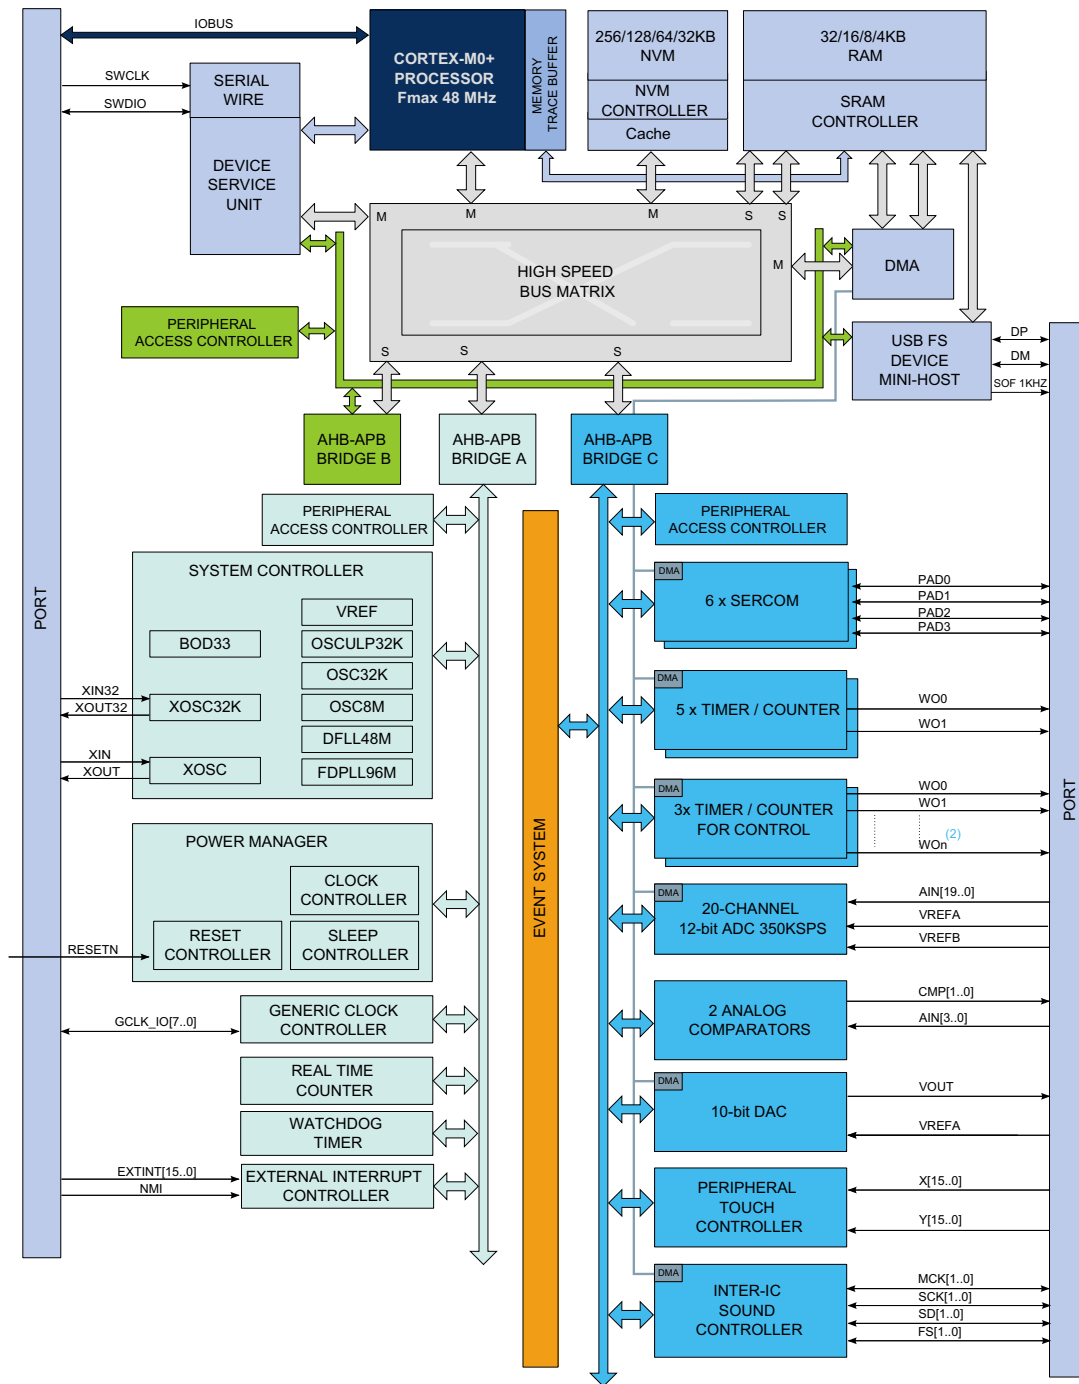 IOBUS
SWCLK
SWDIO
SERIAL
WIRE
DEVICE
SERVICE
UNIT
CORTEX-M0+
PROCESSOR
Fmax 48 MHz
MEMORY
TRACE BUFFER
256/128/64/32KB
NVM
NVM
CONTROLLER
Cache
32/16/8/4KB
RAM
SRAM
CONTROLLER
M
M
M
S
S
M
HIGH SPEED
BUS MATRIX
S
S
S
DMA
PERIPHERAL
ACCESS CONTROLLER
USB FS
DEVICE
MINI-HOST
DP
DM
SOF 1KHZ
AHB-APB
BRIDGE B
AHB-APB
BRIDGE A
AHB-APB
BRIDGE C
PORT
PERIPHERAL
ACCESS CONTROLLER
SYSTEM CONTROLLER
VREF
BOD33
OSCULP32K
OSC32K
XIN32
XOUT32
XOSC32K
OSC8M
DFLL48M
XIN
XOUT
XOSC
FDPLL96M
POWER MANAGER
CLOCK
CONTROLLER
RESETN
RESET
CONTROLLER
SLEEP
CONTROLLER
GCLK_IO[7..0]
GENERIC CLOCK
CONTROLLER
REAL TIME
COUNTER
WATCHDOG
TIMER
EXTINT[15..0]
NMI
EXTERNAL INTERRUPT
CONTROLLER
EVENT SYSTEM
PERIPHERAL
ACCESS CONTROLLER
DMA
6 x SERCOM
PAD0
PAD1
PAD2
PAD3
DMA
5 x TIMER / COUNTER
WO0
WO1
DMA
3x TIMER / COUNTER
FOR CONTROL
WO0
WO1
(2)
WOn
DMA
20-CHANNEL
12-bit ADC 350KSPS
AIN[19..0]
VREFA
VREFB
2 ANALOG
COMPARATORS
CMP[1..0]
AIN[3..0]
DMA
10-bit DAC
VOUT
VREFA
PERIPHERAL
TOUCH
CONTROLLER
X[15..0]
Y[15..0]
DMA
INTER-IC
SOUND
CONTROLLER
MCK[1..0]
SCK[1..0]
SD[1..0]
FS[1..0]
PORT